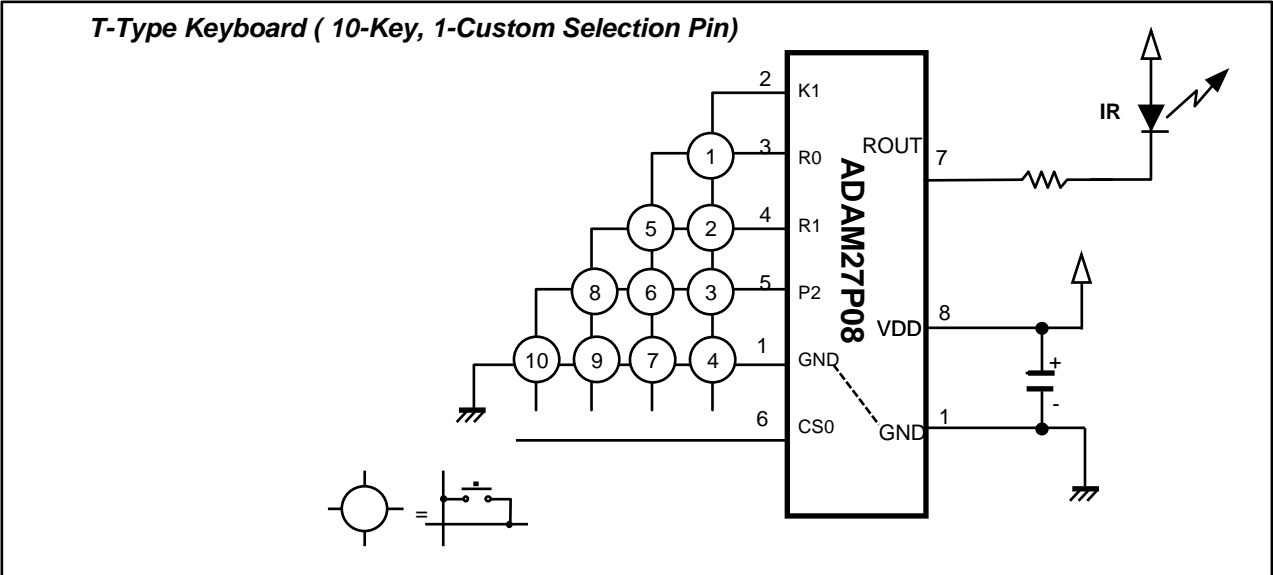 T-Type Keyboard ( 10-Key, 1-Custom Selection Pin)
2 K1
1 3 R0
5 2 4 R1
8 6 3 5 P2
10 9 7 4 1 GND
6 CS0
ADAM27P08
ROUT 7
IR
VDD 8
+
-
GND 1
=